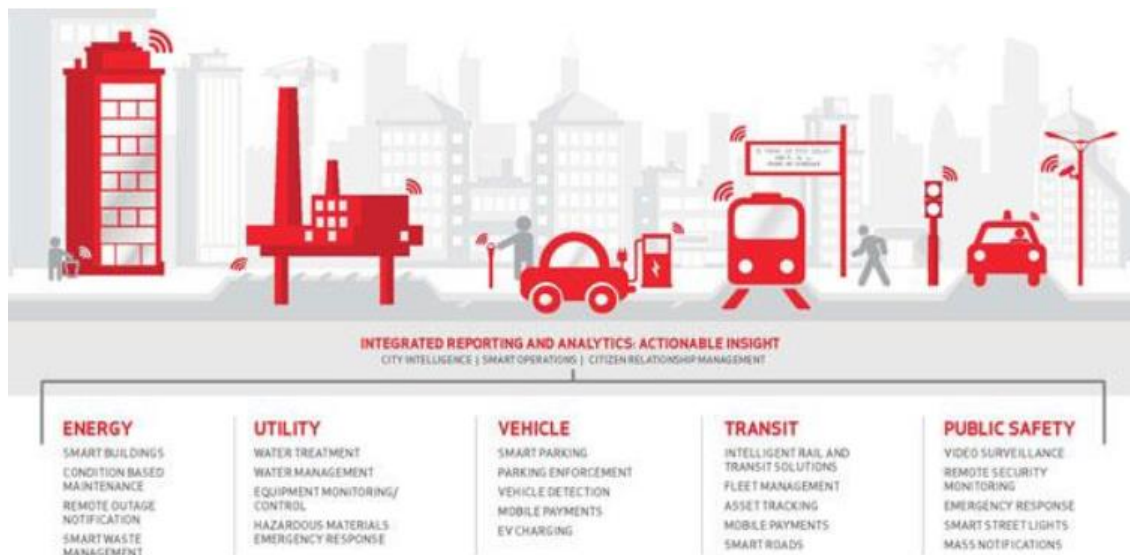 INTEGRATED REPORTING AND ANALYTICS: ACTIONABLE INSIGHT
CITY INTELLIGENCE | SMART OPERATIONS | CITIZEN RELATIONSHIP MANAGEMENT
ENERGY
SMART BUILDINGS
CONDITION BASED
MAINTENANCE
REMOTE OUTAGE
NOTIFICATION
SMART WASTE
MANAGEMENT
UTILITY
WATER TREATMENT
WATER MANAGEMENT
EQUIPMENT MONITORING/
CONTROL
HAZARDOUS MATERIALS
EMERGENCY RESPONSE
VEHICLE
SMART PARKING
PARKING ENFORCEMENT
VEHICLE DETECTION
MOBILE PAYMENTS
EV CHARGING
TRANSIT
INTELLIGENT RAIL AND
TRANSIT SOLUTIONS
FLEET MANAGEMENT
ASSET TRACKING
MOBILE PAYMENTS
SMART ROADS
PUBLIC SAFETY
VIDEO SURVEILLANCE
REMOTE SECURITY
MONITORING
EMERGENCY RESPONSE
SMART STREET LIGHTS
MASS NOTIFICATIONS